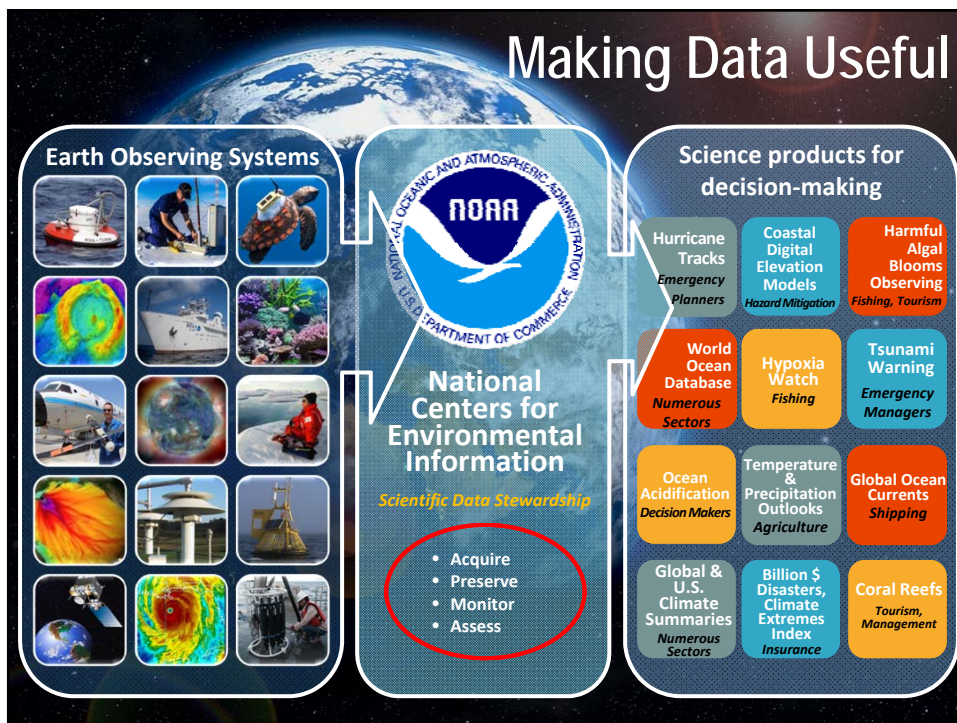 Making Data Useful
Earth Observing Systems
NATIONAL OCEANIC AND ATMOSPHERIC ADMINISTRATION
U.S. DEPARTMENT OF COMMERCE
NOAA
National
Centers for
Environmental
Information
Scientific Data Stewardship
• Acquire
• Preserve
• Monitor
• Assess
Science products for
decision-making
Hurricane
Tracks
Emergency
Planners
Coastal
Digital
Elevation
Models
Hazard Mitigation
Harmful
Algal
Blooms
Observing
Fishing, Tourism
World
Ocean
Database
Numerous
Sectors
Hypoxia
Watch
Fishing
Tsunami
Warning
Emergency
Managers
Ocean
Acidification
Decision Makers
Temperature
&
Precipitation
Outlooks
Agriculture
Global Ocean
Currents
Shipping
Global &
U.S.
Climate
Summaries
Numerous
Sectors
Billion $
Disasters,
Climate
Extremes
Index
Insurance
Coral Reefs
Tourism,
Management